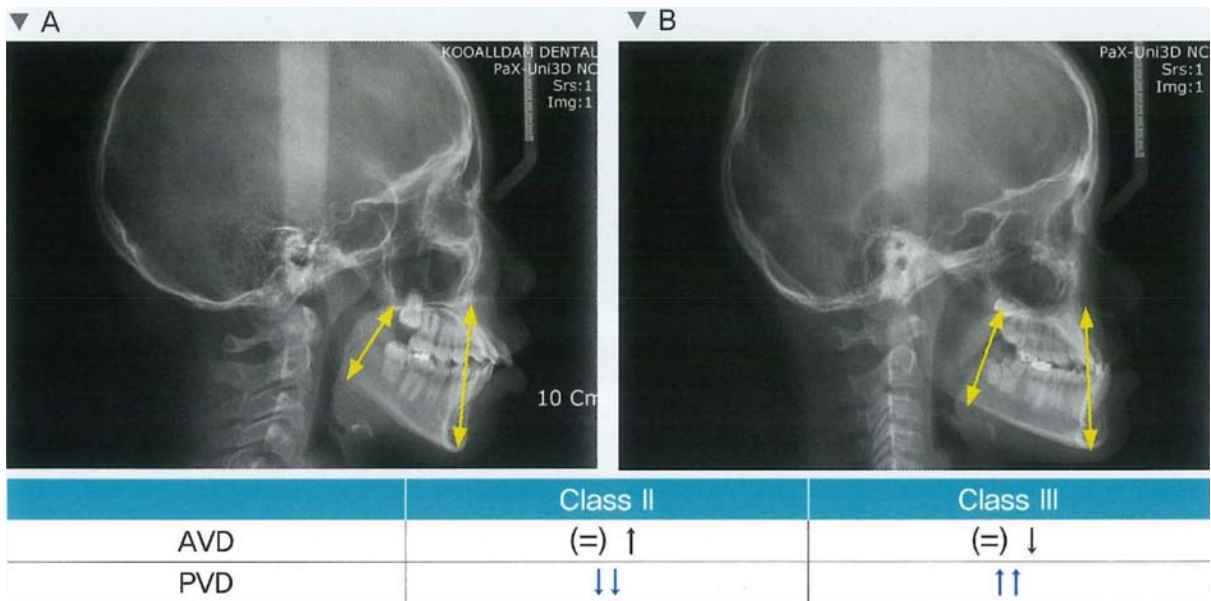 ▼ A
▼ B
KOOALLDAM DENTAL
PaX-Uni3D NC
Srs:1
Img:1
PaX-Uni3D NC
Srs:1
Img:1
10 Cm
Class II Class III
AVD (=) ↑ (=) ↓
PVD ↓↓ ↑↑